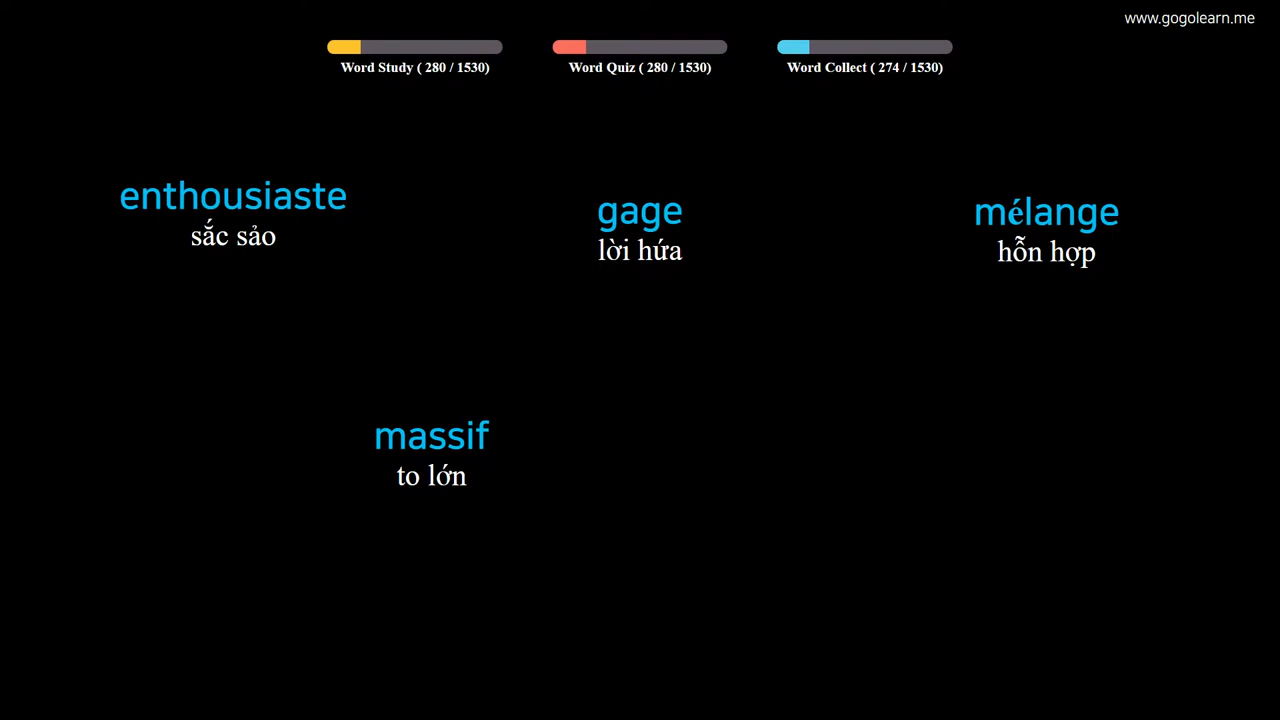 www.gogolearn.me
Word Study ( 280 / 1530)
Word Quiz ( 280 / 1530)
Word Collect ( 274 / 1530)
enthousiaste
sắc sảo
gage
lời hứa
mélange
hỗn hợp
massif
to lớn